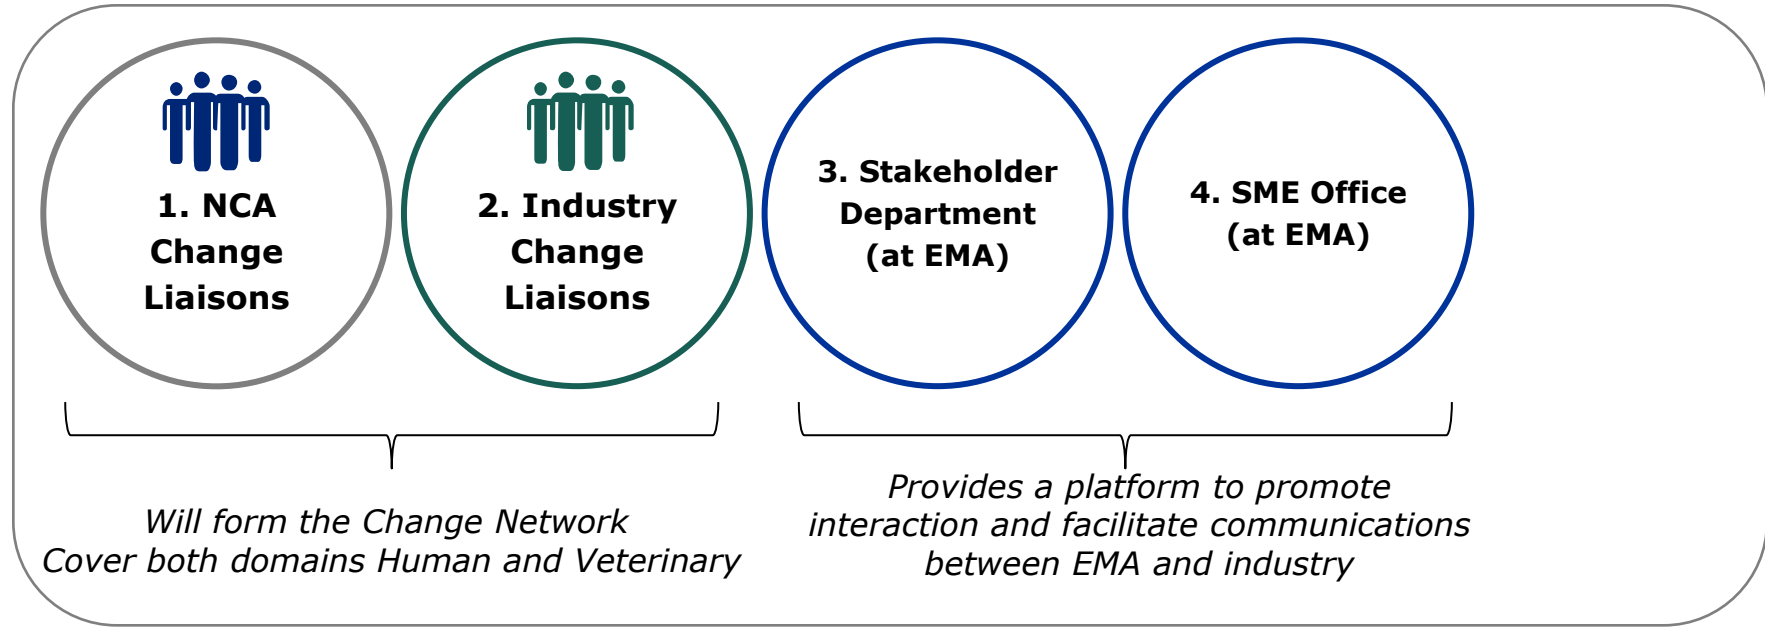 1. NCA
Change
Liaisons
2. Industry
Change
Liaisons
3. Stakeholder
Department
(at EMA)
4. SME Office
(at EMA)
Will form the Change Network
Cover both domains Human and Veterinary
Provides a platform to promote
interaction and facilitate communications
between EMA and industry